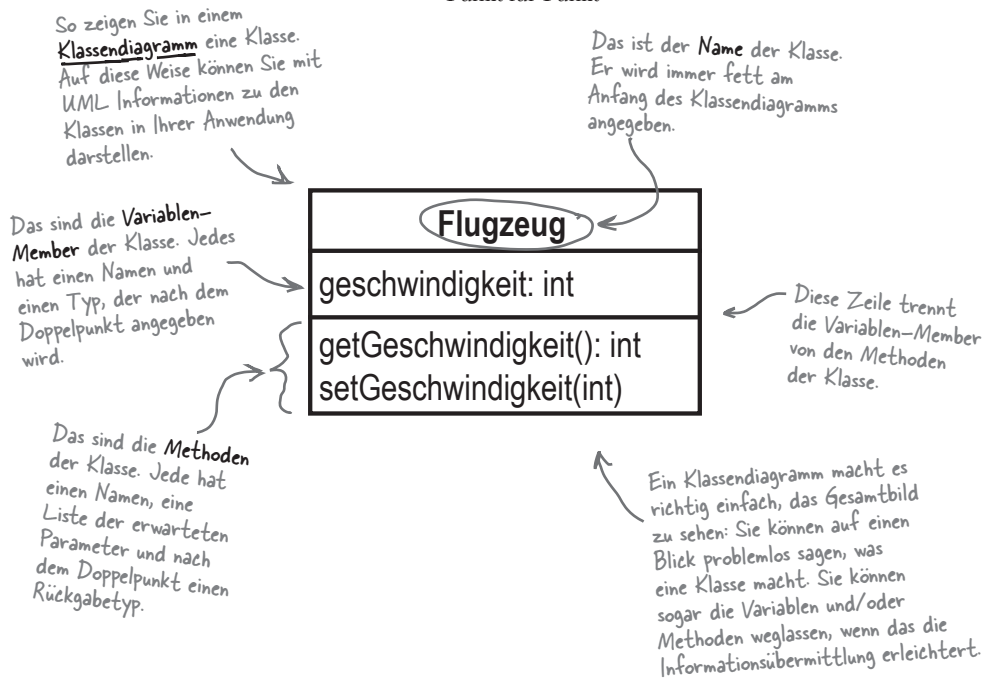 So zeigen Sie in einem
Klassendiagramm eine Klasse.
Auf diese Weise können Sie mit
UML Informationen zu den
Klassen in Ihrer Anwendung
darstellen.
Das ist der Name der Klasse.
Er wird immer fett am
Anfang des Klassendiagramms
angegeben.
Flugzeug
Das sind die Variablen-
Member der Klasse. Jedes
hat einen Namen und
einen Typ, der nach dem
Doppelpunkt angegeben
wird.
geschwindigkeit: int
getGeschwindigkeit(): int
setGeschwindigkeit(int)
Diese Zeile trennt
die Variablen-Member
von den Methoden
der Klasse.
Das sind die Methoden
der Klasse. Jede hat
einen Namen, eine
Liste der erwarteten
Parameter und nach
dem Doppelpunkt einen
Rückgabetyp.
Ein Klassendiagramm macht es
richtig einfach, das Gesamtbild
zu sehen: Sie können auf einen
Blick problemlos sagen, was
eine Klasse macht. Sie können
sogar die Variablen und/oder
Methoden weglassen, wenn das die
Informationsübermittlung erleichtert.